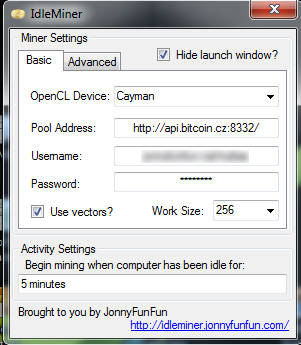 IdleMiner
Miner Settings
Basic
Advanced
Hide launch window?
OpenCL Device: Cayman
Pool Address: http://api.bitcoin.cz:8332/
Username:
Password: ********
Use vectors? Work Size: 256
Activity Settings
Begin mining when computer has been idle for:
5 minutes
Brought to you by JonnyFunFun
http://idleminer.jonnyfunfun.com/